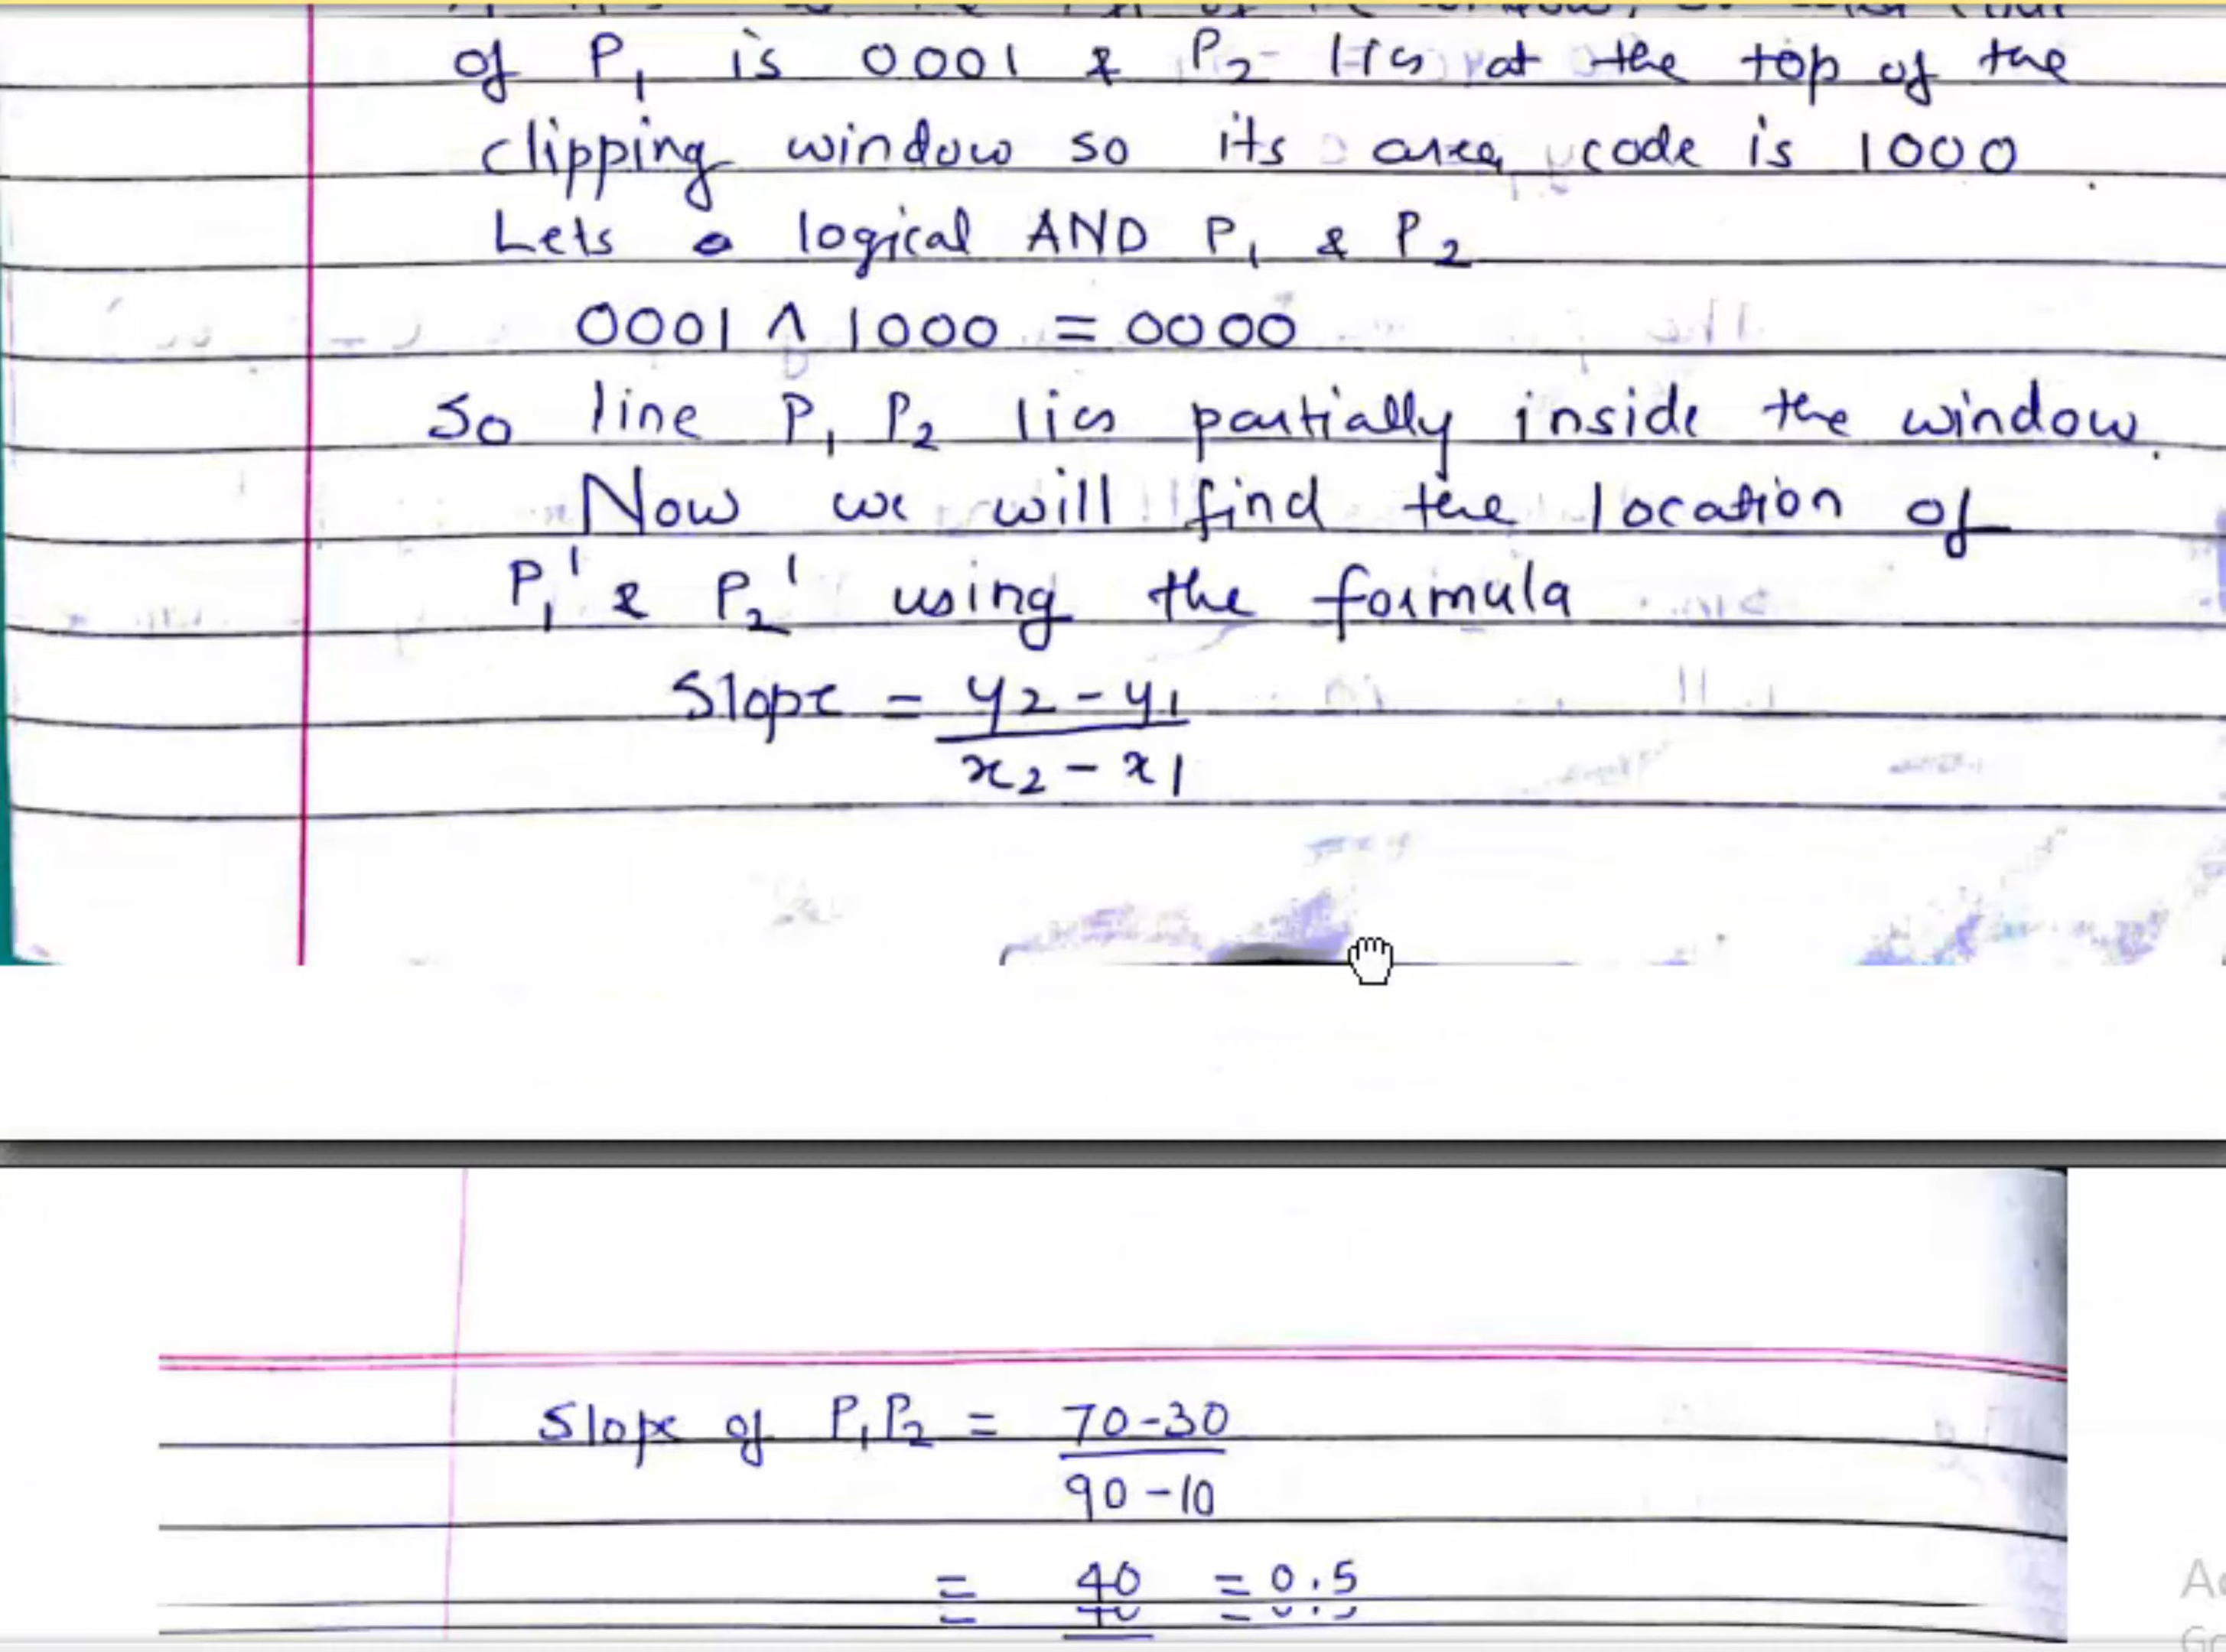 of P₁ is 0001 & P₂ lies at the top of the
clipping window so its area code is 1000
Lets a logical AND P₁ & P₂
0001 ∧ 1000 = 0000
So line P₁ P₂ lies partially inside the window.
Now we will find the location of
P₁' & P₂' using the formula
Slope = y2 - y1
x2 - x1
Slope of P₁P₂ = 70-30
90-10
= 40 = 0.5